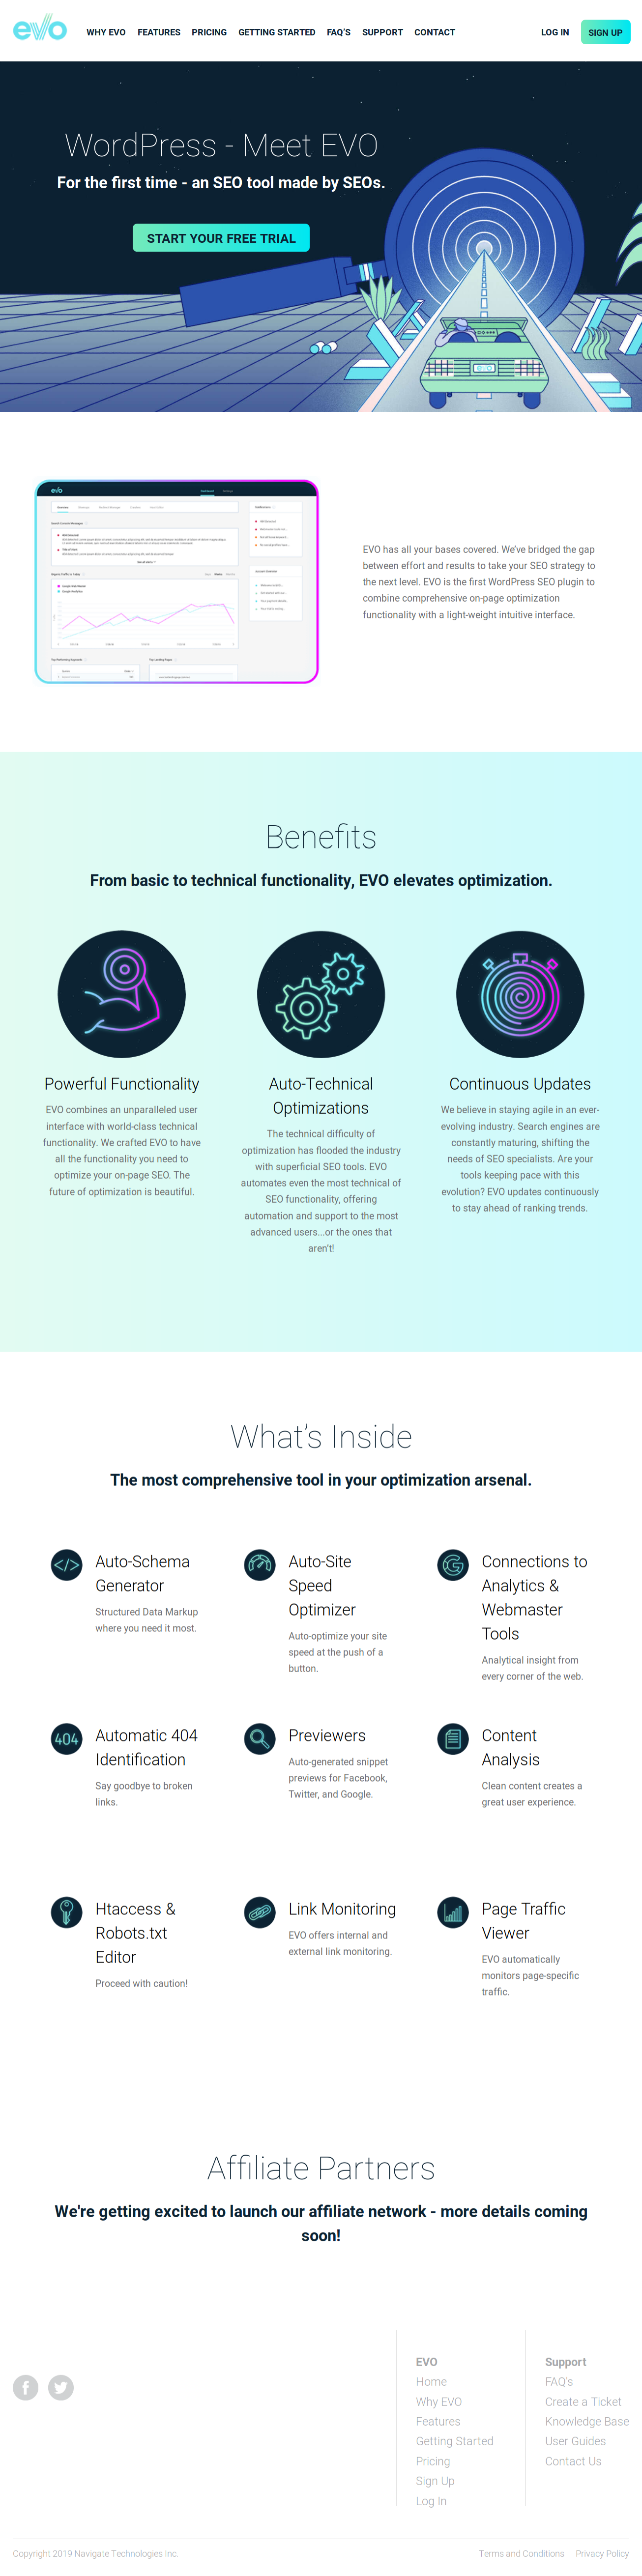 evo
WHY EVO FEATURES PRICING GETTING STARTED FAQ'S SUPPORT CONTACT LOG IN SIGN UP
WordPress - Meet EVO
For the first time - an SEO tool made by SEOs.
START YOUR FREE TRIAL
EVO has all your bases covered. We've bridged the gap
between effort and results to take your SEO strategy to
the next level. EVO is the first WordPress SEO plugin to
combine comprehensive on-page optimization
functionality with a light-weight intuitive interface.
Benefits
From basic to technical functionality, EVO elevates optimization.
Powerful Functionality
EVO combines an unparalleled user
interface with world-class technical
functionality. We crafted EVO to have
all the functionality you need to
optimize your on-page SEO. The
future of optimization is beautiful.
Auto-Technical
Optimizations
The technical difficulty of
optimization has flooded the industry
with superficial SEO tools. EVO
automates even the most technical of
SEO functionality, offering
automation and support to the most
advanced users...or the ones that
aren't!
Continuous Updates
We believe in staying agile in an ever-
evolving industry. Search engines are
constantly maturing, shifting the
needs of SEO specialists. Are your
tools keeping pace with this
evolution? EVO updates continuously
to stay ahead of ranking trends.
What's Inside
The most comprehensive tool in your optimization arsenal.
</>
Auto-Schema
Generator
Structured Data Markup
where you need it most.
Auto-Site
Speed
Optimizer
Auto-optimize your site
speed at the push of a
button.
G
Connections to
Analytics &
Webmaster
Tools
Analytical insight from
every corner of the web.
404
Automatic 404
Identification
Say goodbye to broken
links.
Previewers
Auto-generated snippet
previews for Facebook,
Twitter, and Google.
Content
Analysis
Clean content creates a
great user experience.
Htaccess &
Robots.txt
Editor
Proceed with caution!
Link Monitoring
EVO offers internal and
external link monitoring.
Page Traffic
Viewer
EVO automatically
monitors page-specific
traffic.
Affiliate Partners
We're getting excited to launch our affiliate network - more details coming
soon!
EVO
Home
Why EVO
Features
Getting Started
Pricing
Sign Up
Log In
Support
FAQ's
Create a Ticket
Knowledge Base
User Guides
Contact Us
Copyright 2019 Navigate Technologies Inc.
Terms and Conditions Privacy Policy